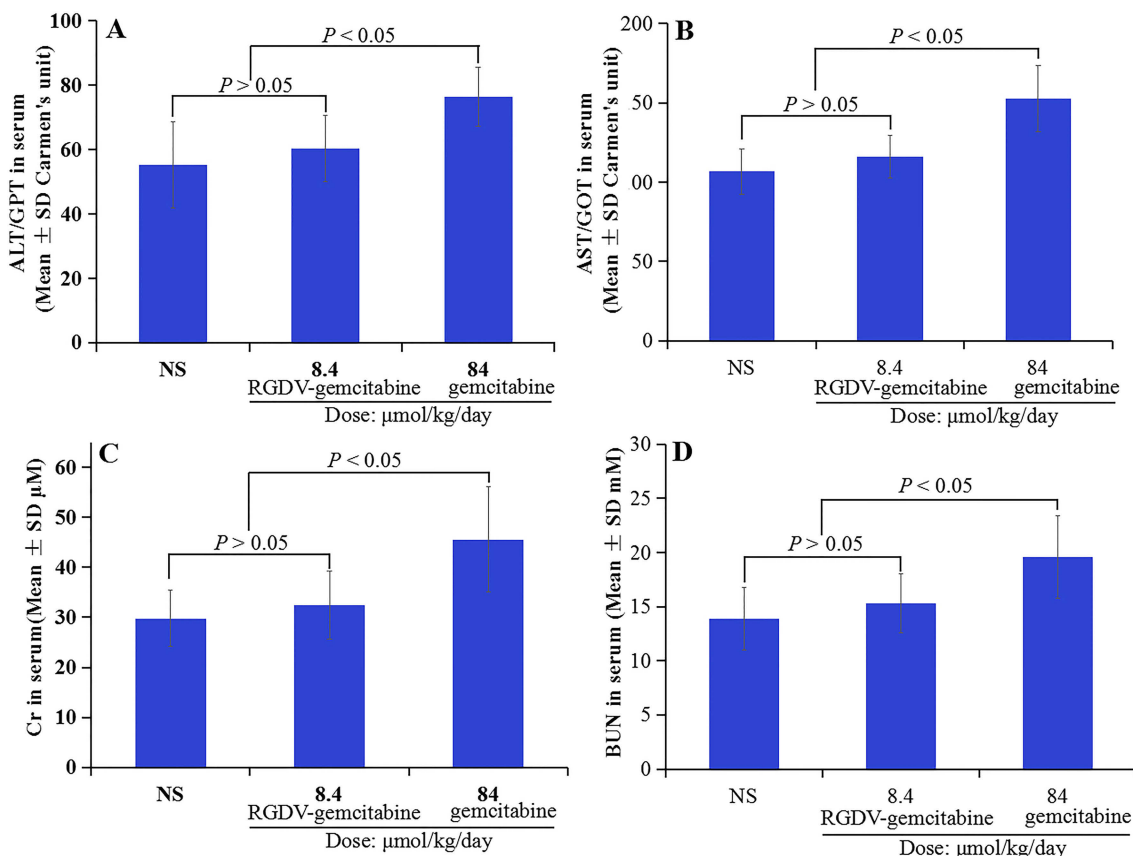 A
100
80
60
40
20
0
ALT/GPT in serum
(Mean ± SD Carmen's unit)
P < 0.05
P > 0.05
NS
8.4
84
RGDV-gemcitabine
gemcitabine
Dose: μmol/kg/day
B
200
50
00
50
0
AST/GOT in serum
(Mean ± SD Carmen's unit)
P < 0.05
P > 0.05
NS
8.4
84
RGDV-gemcitabine
gemcitabine
Dose: μmol/kg/day
C
60
50
40
30
20
10
0
Cr in serum(Mean ± SD μM)
P < 0.05
P > 0.05
NS
8.4
84
RGDV-gemcitabine
gemcitabine
Dose: μmol/kg/day
D
30
25
20
15
10
5
0
BUN in serum (Mean ± SD mM)
P < 0.05
P > 0.05
NS
8.4
84
RGDV-gemcitabine
gemcitabine
Dose: μmol/kg/day